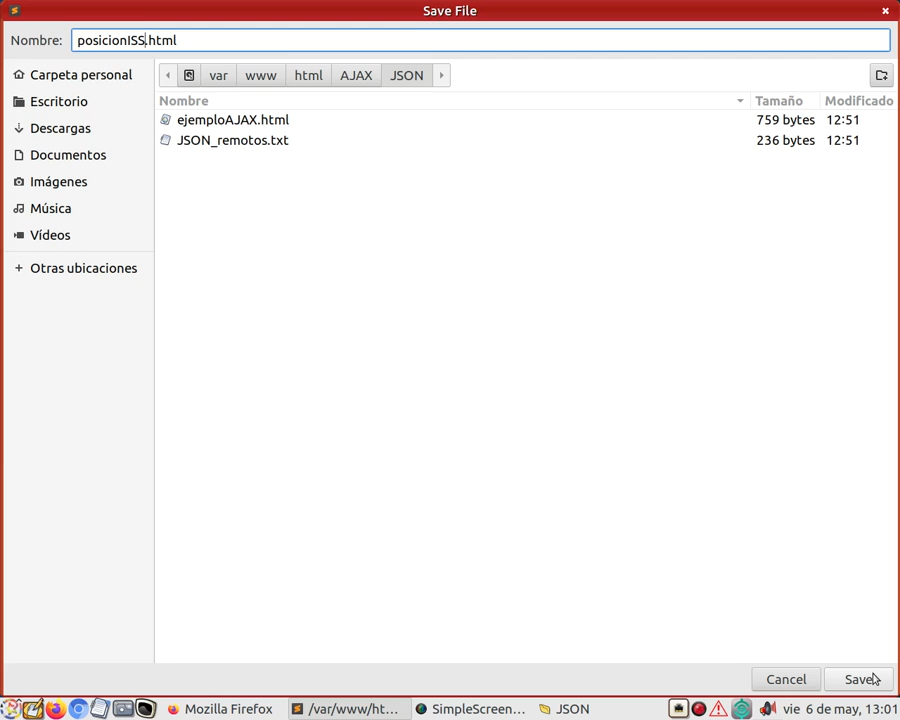 Save File
Nombre: posicionISS.html
Carpeta personal
Escritorio
Descargas
Documentos
Imágenes
Música
Vídeos
Otras ubicaciones
var www html AJAX JSON
Nombre Tamaño Modificado
ejemploAJAX.html 759 bytes 12:51
JSON_remotos.txt 236 bytes 12:51
Cancel Save
Mozilla Firefox /var/www/ht... SimpleScreen... JSON vie 6 de may, 13:01